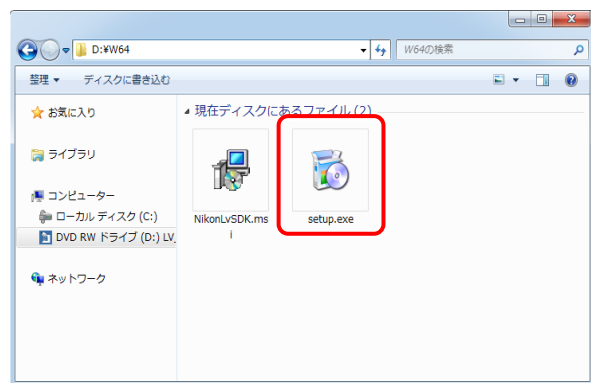 D:¥W64
W64の検索
整理
ディスクに書き込む
お気に入り
ライブラリ
コンピューター
ローカル ディスク (C:)
DVD RW ドライブ (D:) LV_
ネットワーク
現在ディスクにあるファイル (2)
NikonLvSDK.ms
i
setup.exe